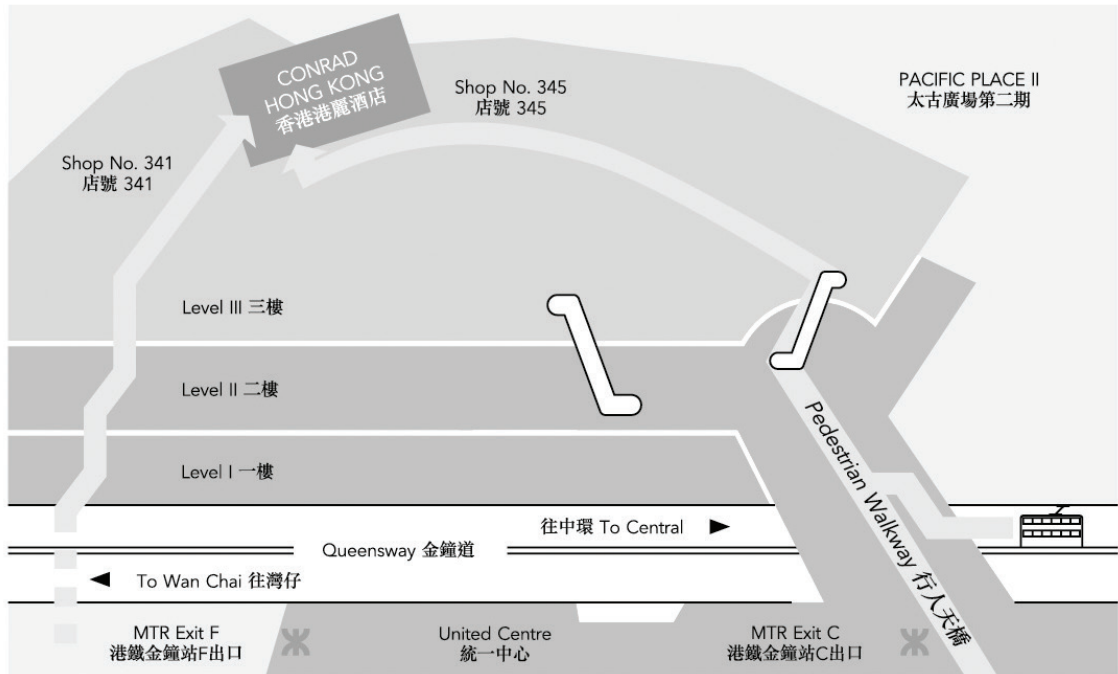 CONRAD
HONG KONG
香港港麗酒店
Shop No. 345
店號 345
PACIFIC PLACE II
太古廣場第二期
Shop No. 341
店號 341
Level III 三樓
Level II 二樓
Level I 一樓
Pedestrian Walkway 行人天橋
往中環 To Central
Queensway 金鐘道
To Wan Chai 往灣仔
MTR Exit F
港鐵金鐘站F出口
United Centre
統一中心
MTR Exit C
港鐵金鐘站C出口